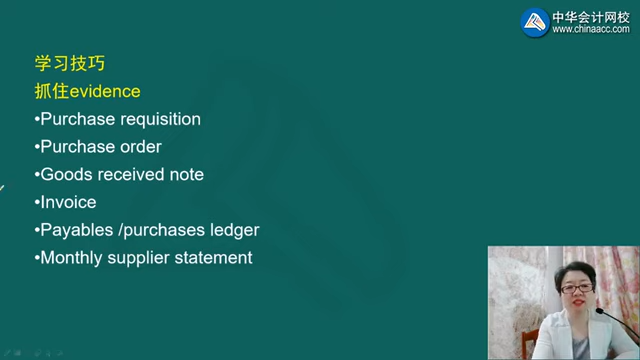 中华会计网校
www.chinaacc.com
学习技巧
抓住evidence
•Purchase requisition
•Purchase order
•Goods received note
•Invoice
•Payables /purchases ledger
•Monthly supplier statement